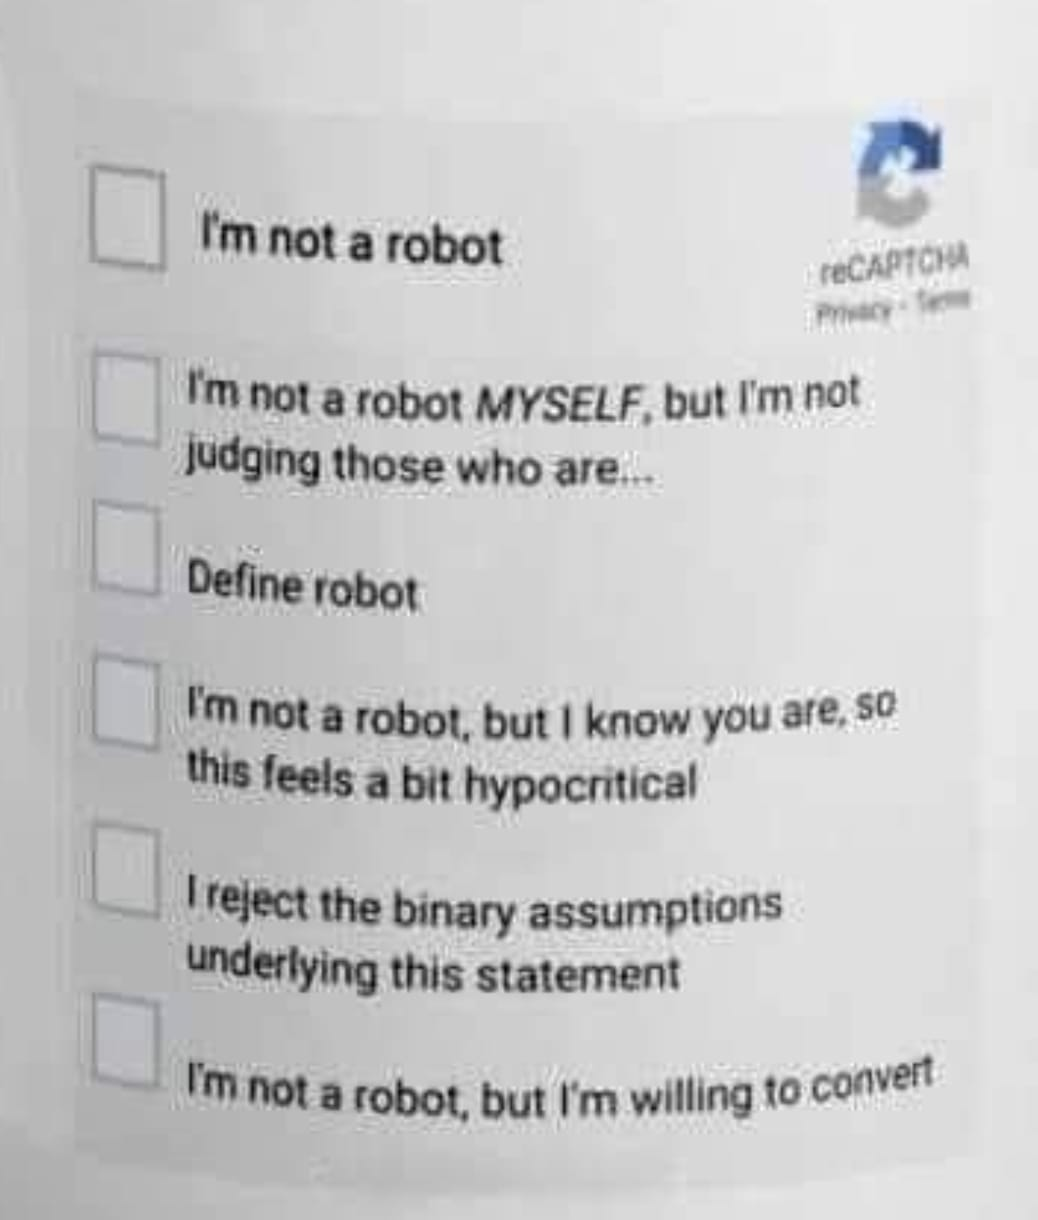 I'm not a robot
reCAPTCHA
Privacy - Terms
I'm not a robot MYSELF, but I'm not
judging those who are...
Define robot
I'm not a robot, but I know you are, so
this feels a bit hypocritical
I reject the binary assumptions
underlying this statement
I'm not a robot, but I'm willing to convert